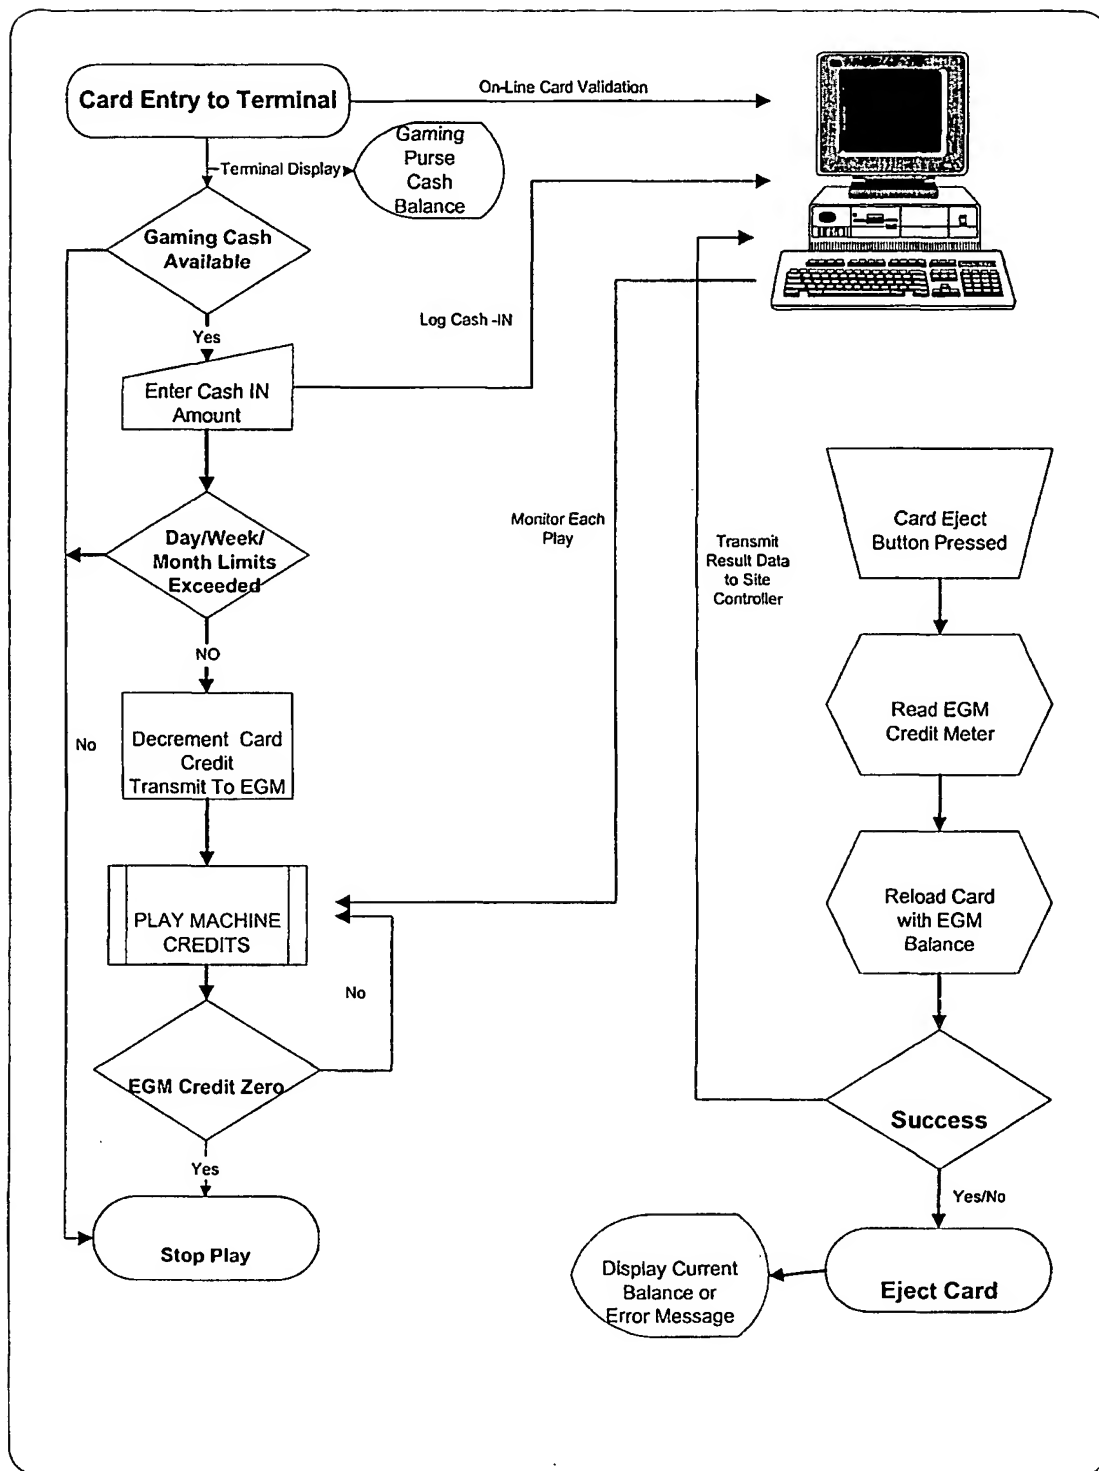 Card Entry to Terminal
On-Line Card Validation
Terminal Display
Gaming
Purse
Cash
Balance
Gaming Cash
Available
Yes
Log Cash -IN
Enter Cash IN
Amount
Day/Week/
Month Limits
Exceeded
NO
No
Decrement Card
Credit
Transmit To EGM
PLAY MACHINE
CREDITS
No
EGM Credit Zero
Yes
Stop Play
Monitor Each
Play
Transmit
Result Data
to Site
Controller
Card Eject
Button Pressed
Read EGM
Credit Meter
Reload Card
with EGM
Balance
Success
Yes/No
Eject Card
Display Current
Balance or
Error Message